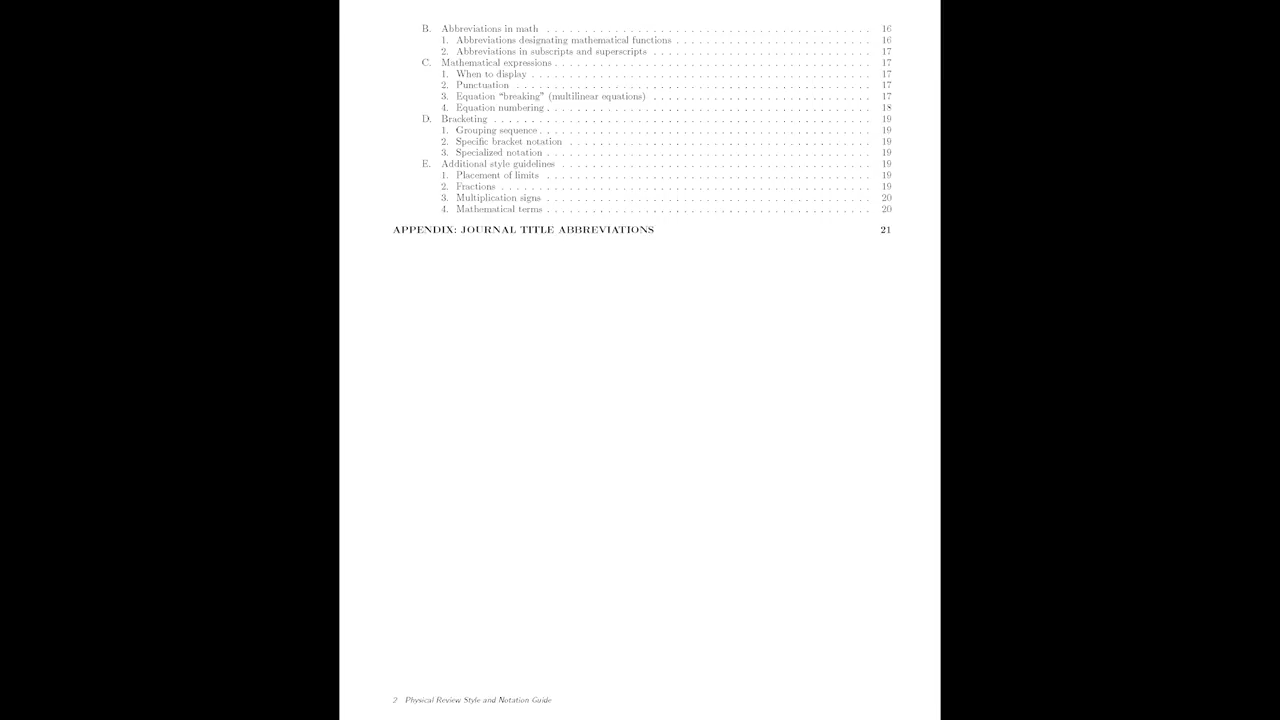 B. Abbreviations in math . . . . . . . . . . . . . . . . . . . . . . . . . . . . . . . . . . . . . . . . 16
1. Abbreviations designating mathematical functions . . . . . . . . . . . . . . . . . . . . . . . . 16
2. Abbreviations in subscripts and superscripts . . . . . . . . . . . . . . . . . . . . . . . . . . . 17
C. Mathematical expressions . . . . . . . . . . . . . . . . . . . . . . . . . . . . . . . . . . . . . . . 17
1. When to display . . . . . . . . . . . . . . . . . . . . . . . . . . . . . . . . . . . . . . . . . . 17
2. Punctuation . . . . . . . . . . . . . . . . . . . . . . . . . . . . . . . . . . . . . . . . . . . . 17
3. Equation “breaking” (multilinear equations) . . . . . . . . . . . . . . . . . . . . . . . . . . . 17
4. Equation numbering . . . . . . . . . . . . . . . . . . . . . . . . . . . . . . . . . . . . . . . . 18
D. Bracketing . . . . . . . . . . . . . . . . . . . . . . . . . . . . . . . . . . . . . . . . . . . . . . 19
1. Grouping sequence . . . . . . . . . . . . . . . . . . . . . . . . . . . . . . . . . . . . . . . . . 19
2. Specific bracket notation . . . . . . . . . . . . . . . . . . . . . . . . . . . . . . . . . . . . . 19
3. Specialized notation . . . . . . . . . . . . . . . . . . . . . . . . . . . . . . . . . . . . . . . . 19
E. Additional style guidelines . . . . . . . . . . . . . . . . . . . . . . . . . . . . . . . . . . . . . . 19
1. Placement of limits . . . . . . . . . . . . . . . . . . . . . . . . . . . . . . . . . . . . . . . . 19
2. Fractions . . . . . . . . . . . . . . . . . . . . . . . . . . . . . . . . . . . . . . . . . . . . . 19
3. Multiplication signs . . . . . . . . . . . . . . . . . . . . . . . . . . . . . . . . . . . . . . . . 20
4. Mathematical terms . . . . . . . . . . . . . . . . . . . . . . . . . . . . . . . . . . . . . . . . 20
APPENDIX: JOURNAL TITLE ABBREVIATIONS 21
2 Physical Review Style and Notation Guide